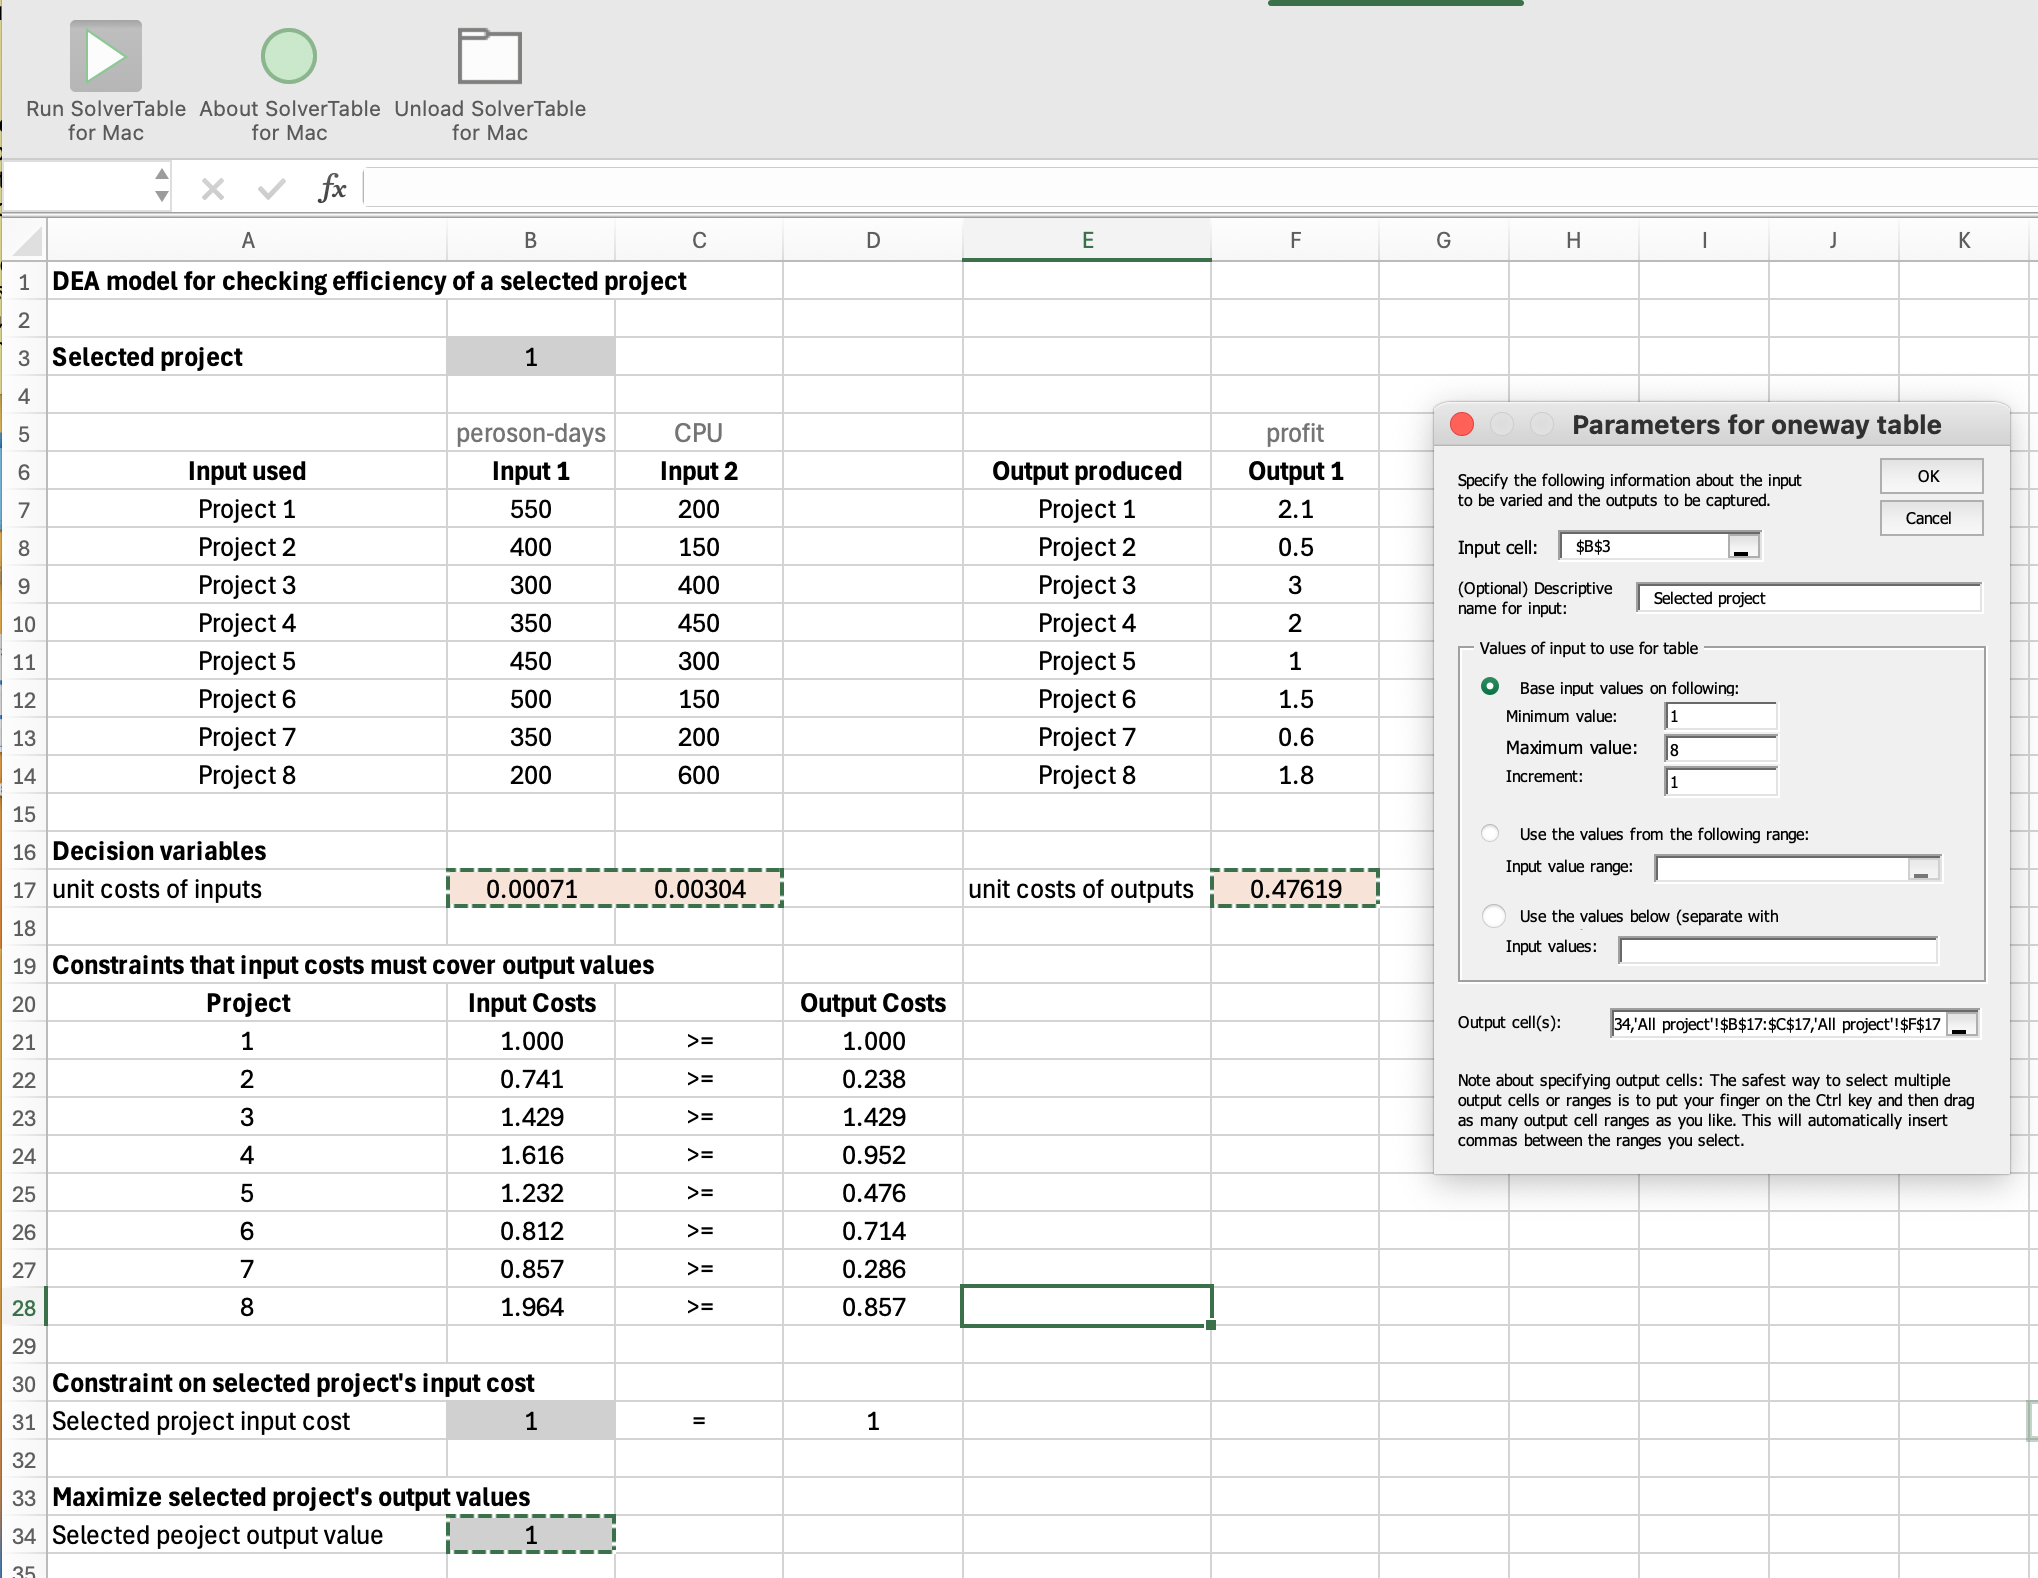 Run SolverTable for Mac
About SolverTable for Mac
Unload SolverTable for Mac
fx
A B C D E F G H I J K
1 DEA model for checking efficiency of a selected project
2
3 Selected project 1
4
5 peroson-days CPU profit
6 Input used Input 1 Input 2 Output produced Output 1
7 Project 1 550 200 Project 1 2.1
8 Project 2 400 150 Project 2 0.5
9 Project 3 300 400 Project 3 3
10 Project 4 350 450 Project 4 2
11 Project 5 450 300 Project 5 1
12 Project 6 500 150 Project 6 1.5
13 Project 7 350 200 Project 7 0.6
14 Project 8 200 600 Project 8 1.8
15
16 Decision variables
17 unit costs of inputs 0.00071 0.00304 unit costs of outputs 0.47619
18
19 Constraints that input costs must cover output values
20 Project Input Costs Output Costs
21 1 1.000 >= 1.000
22 2 0.741 >= 0.238
23 3 1.429 >= 1.429
24 4 1.616 >= 0.952
25 5 1.232 >= 0.476
26 6 0.812 >= 0.714
27 7 0.857 >= 0.286
28 8 1.964 >= 0.857
29
30 Constraint on selected project's input cost
31 Selected project input cost 1 = 1
32
33 Maximize selected project's output values
34 Selected peoject output value 1
35
Parameters for oneway table
Specify the following information about the input
to be varied and the outputs to be captured.
OK
Cancel
Input cell: $B$3
(Optional) Descriptive
name for input: Selected project
Values of input to use for table
Base input values on following:
Minimum value: 1
Maximum value: 8
Increment: 1
Use the values from the following range:
Input value range:
Use the values below (separate with
Input values:
Output cell(s): 34,'All project'!$B$17:$C$17,'All project'!$F$17
Note about specifying output cells: The safest way to select multiple
output cells or ranges is to put your finger on the Ctrl key and then drag
as many output cell ranges as you like. This will automatically insert
commas between the ranges you select.